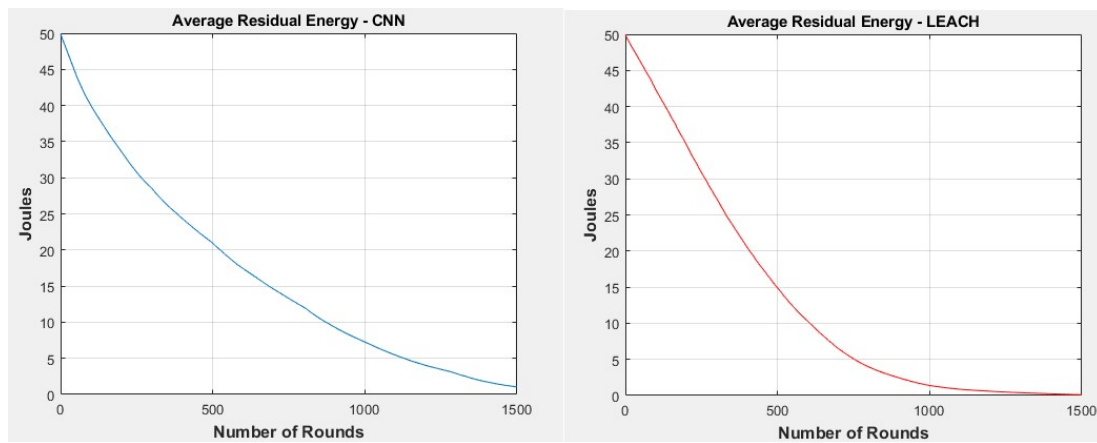 Average Residual Energy - CNN
50
45
40
35
30
25
20
15
10
5
0
Joules
0 500 1000 1500
Number of Rounds
Average Residual Energy - LEACH
50
45
40
35
30
25
20
15
10
5
0
Joules
0 500 1000 1500
Number of Rounds